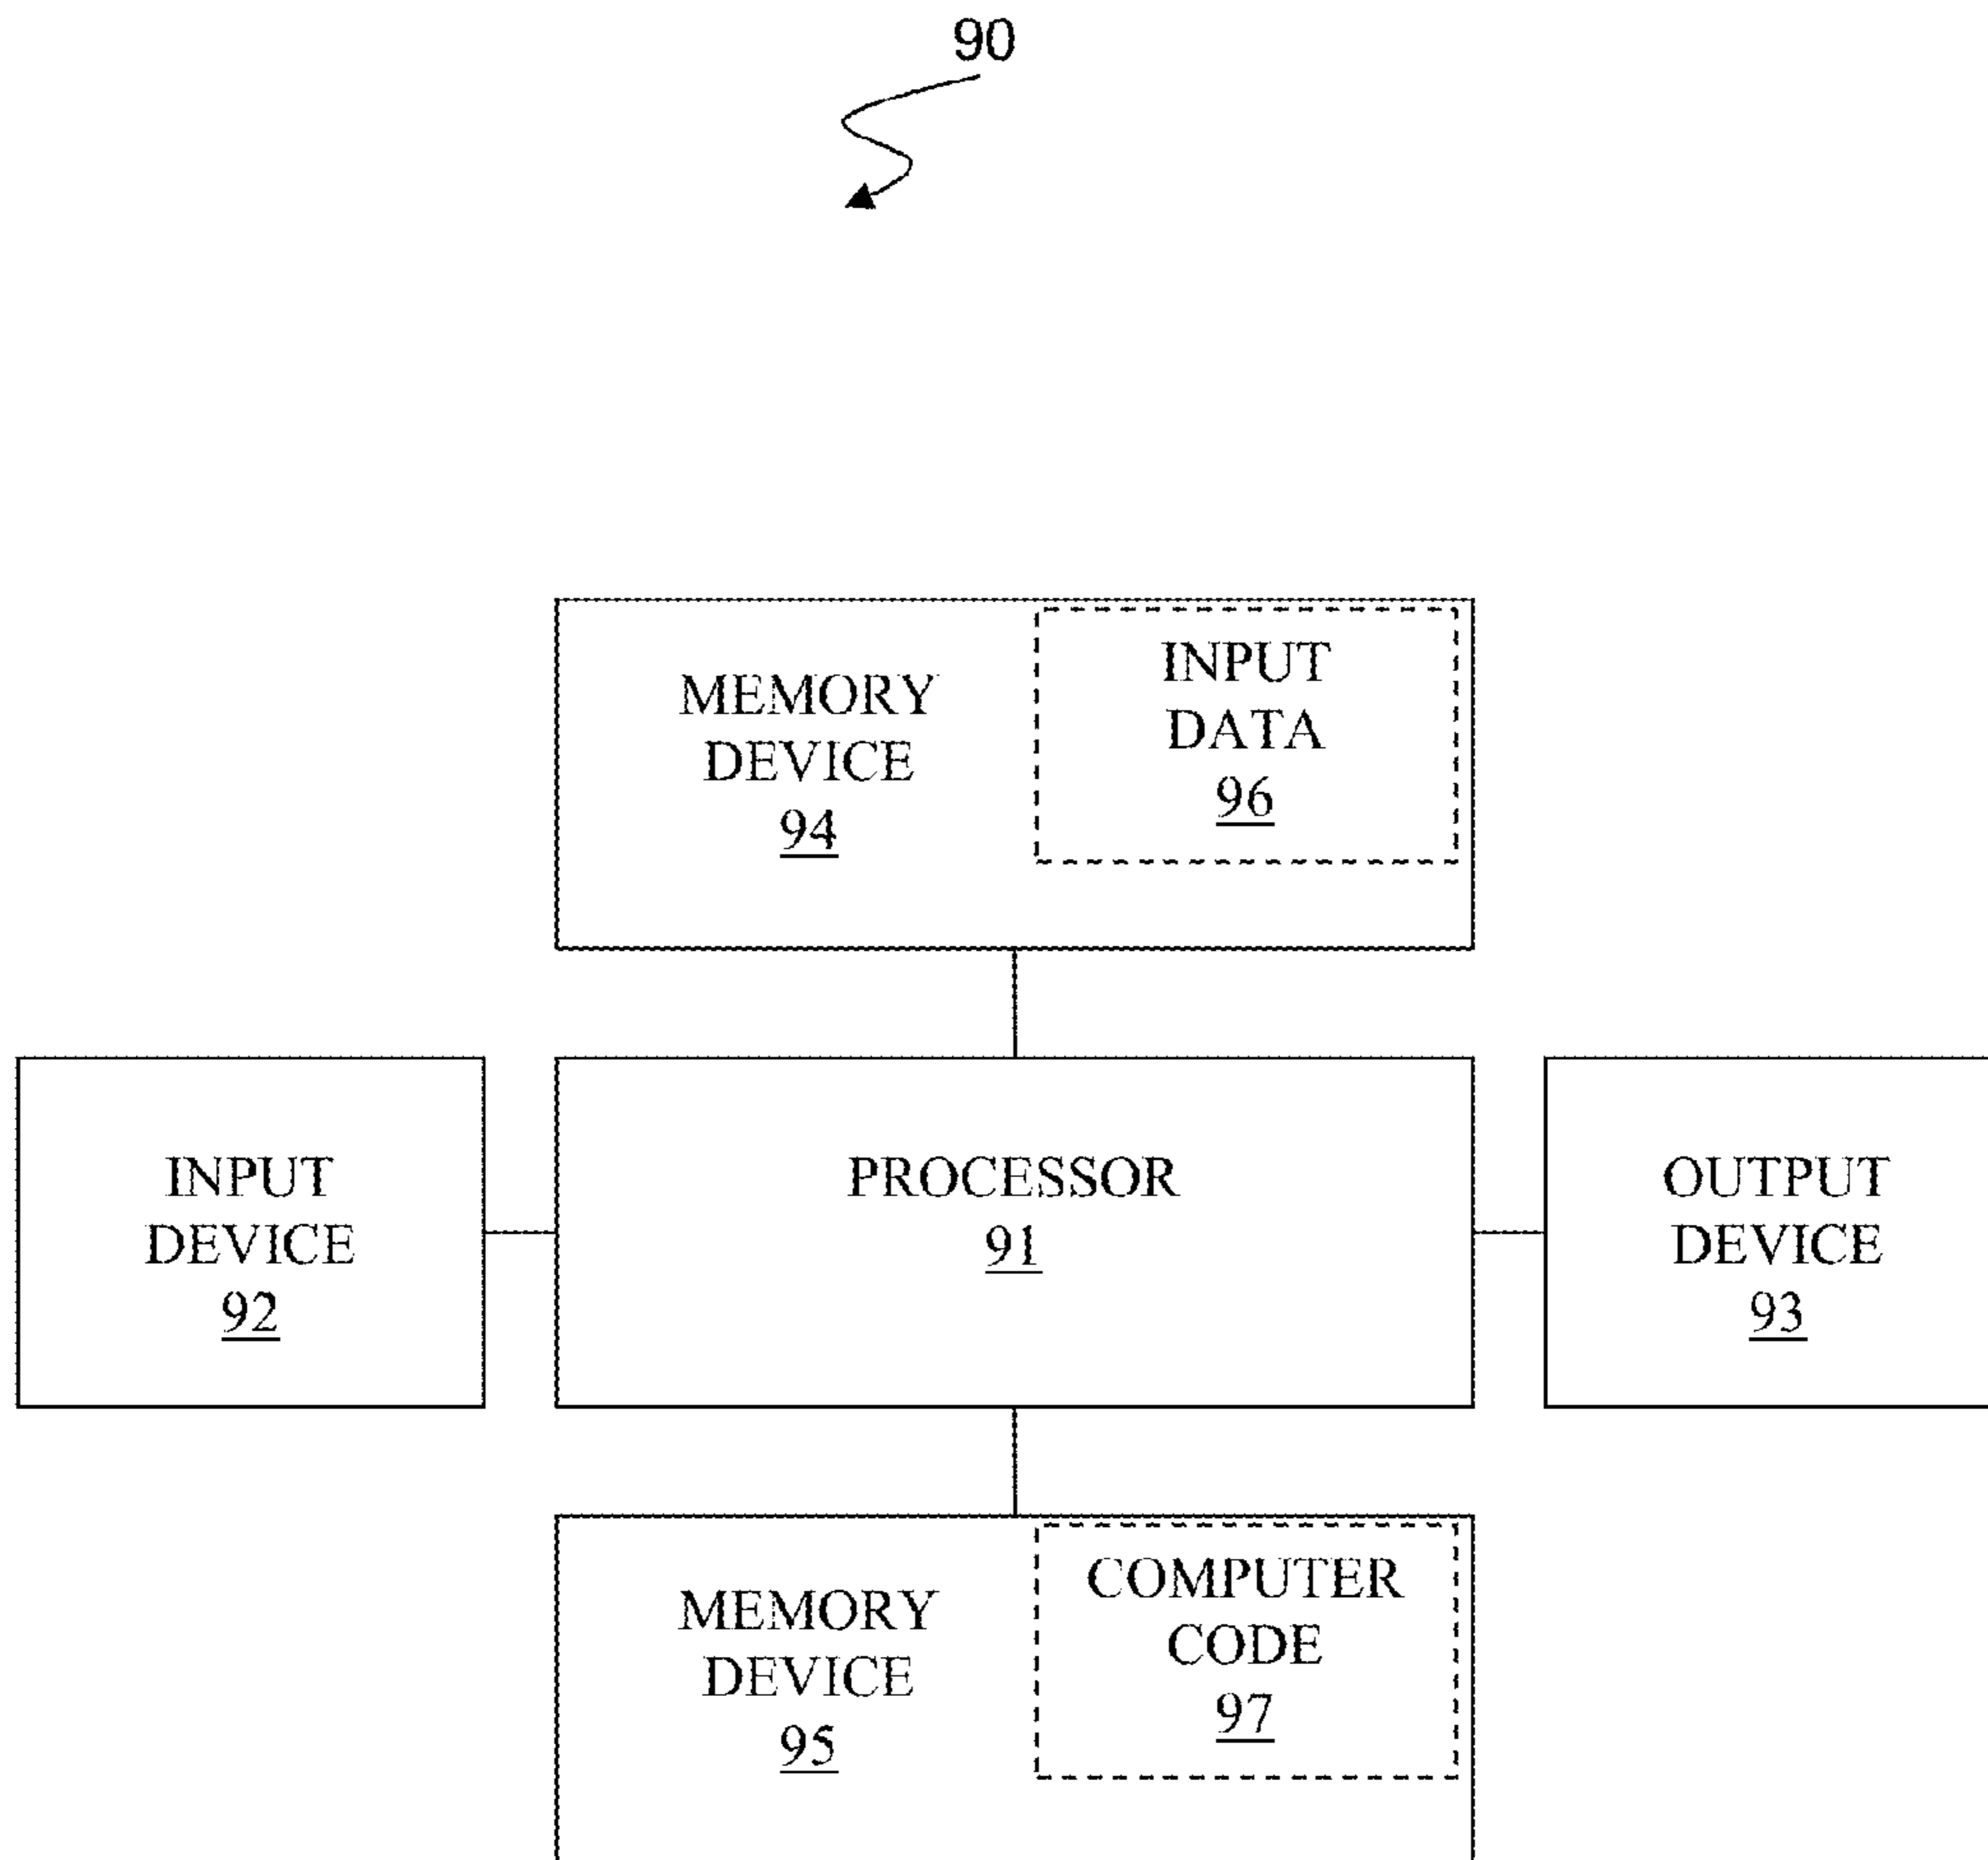 90
MEMORY
DEVICE
94
INPUT
DATA
96
INPUT
DEVICE
92
PROCESSOR
91
OUTPUT
DEVICE
93
MEMORY
DEVICE
95
COMPUTER
CODE
97